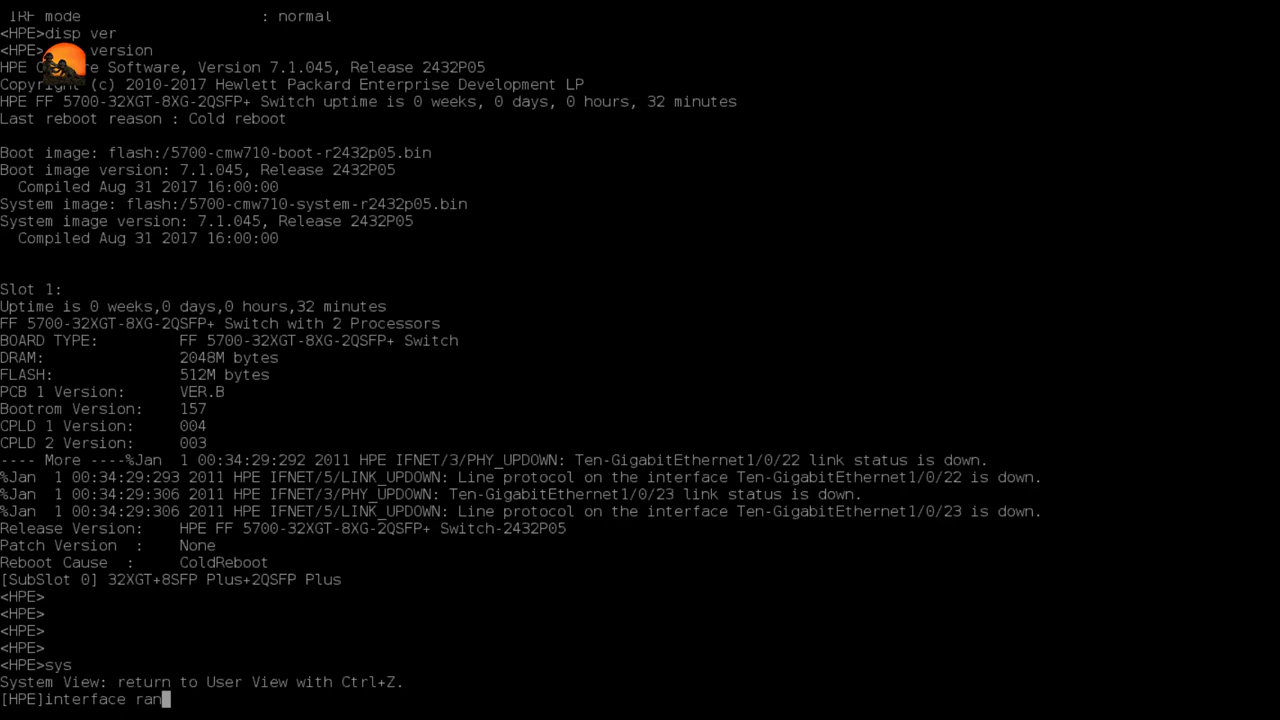 IRF mode : normal
<HPE>disp ver
<HPE> version
HPE Software, Version 7.1.045, Release 2432P05
Copyright (c) 2010-2017 Hewlett Packard Enterprise Development LP
HPE FF 5700-32XGT-8XG-2QSFP+ Switch uptime is 0 weeks, 0 days, 0 hours, 32 minutes
Last reboot reason : Cold reboot
Boot image: flash:/5700-cmw710-boot-r2432p05.bin
Boot image version: 7.1.045, Release 2432P05
Compiled Aug 31 2017 16:00:00
System image: flash:/5700-cmw710-system-r2432p05.bin
System image version: 7.1.045, Release 2432P05
Compiled Aug 31 2017 16:00:00
Slot 1:
Uptime is 0 weeks,0 days,0 hours,32 minutes
FF 5700-32XGT-8XG-2QSFP+ Switch with 2 Processors
BOARD TYPE: FF 5700-32XGT-8XG-2QSFP+ Switch
DRAM: 2048M bytes
FLASH: 512M bytes
PCB 1 Version: VER.B
Bootrom Version: 157
CPLD 1 Version: 004
CPLD 2 Version: 003
---- More ----%Jan 1 00:34:29:292 2011 HPE IFNET/3/PHY_UPDOWN: Ten-GigabitEthernet1/0/22 link status is down.
%Jan 1 00:34:29:293 2011 HPE IFNET/5/LINK_UPDOWN: Line protocol on the interface Ten-GigabitEthernet1/0/22 is down.
%Jan 1 00:34:29:306 2011 HPE IFNET/3/PHY_UPDOWN: Ten-GigabitEthernet1/0/23 link status is down.
%Jan 1 00:34:29:306 2011 HPE IFNET/5/LINK_UPDOWN: Line protocol on the interface Ten-GigabitEthernet1/0/23 is down.
Release Version: HPE FF 5700-32XGT-8XG-2QSFP+ Switch-2432P05
Patch Version : None
Reboot Cause : ColdReboot
[SubSlot 0] 32XGT+8SFP Plus+2QSFP Plus
<HPE>
<HPE>
<HPE>
<HPE>
<HPE>sys
System View: return to User View with Ctrl+Z.
[HPE]interface ran